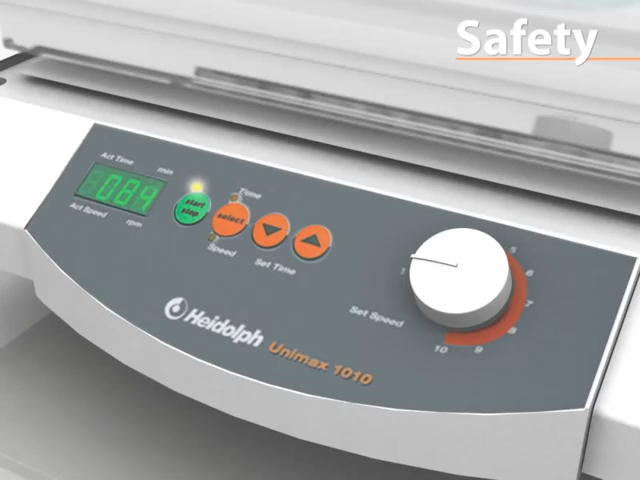 Safety
Act Time
min
084
Act Speed
rpm
start
stop
Time
select
Speed
Set Time
Set Speed
1
5
6
7
8
9
10
Heidolph
Unimax 1010